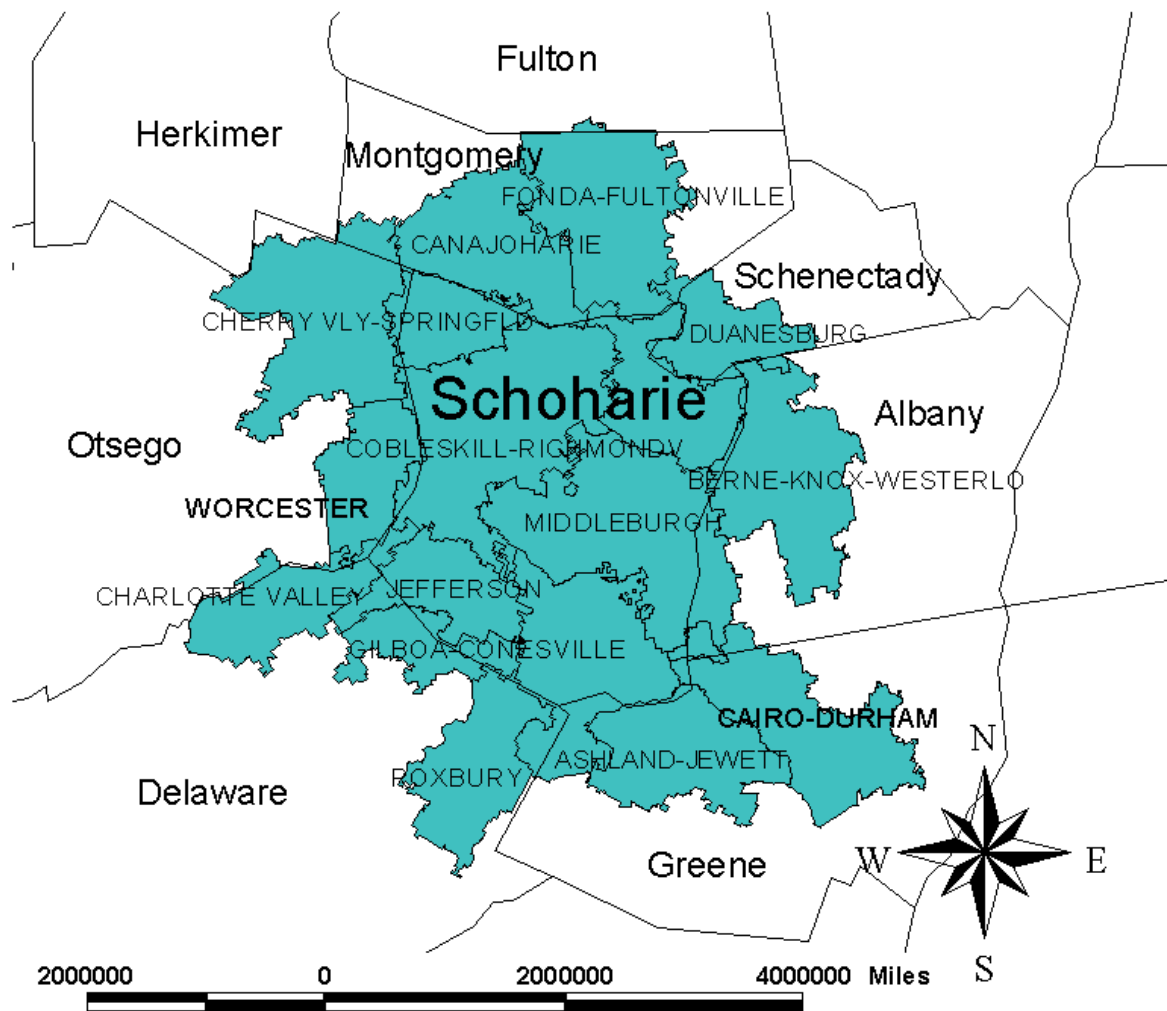 Fulton
Herkimer
Montgomery
FONDA-FULTONVILLE
CANAJOHARIE
Schenectady
CHERRY VLY-SPRINGFLD
DUANESBURG
Schoharie
Albany
Otsego
COBLESKILL-RICHMONDV
BERNE-KNOX-WESTERLO
WORCESTER
MIDDLEBURGH
CHARLOTTE VALLEY
JEFFERSON
GILBOA-CONESVILLE
CAIRO-DURHAM
ASHLAND-JEWETT
ROXBURY
Delaware
Greene
N
W
E
S
2000000 0 2000000 4000000 Miles